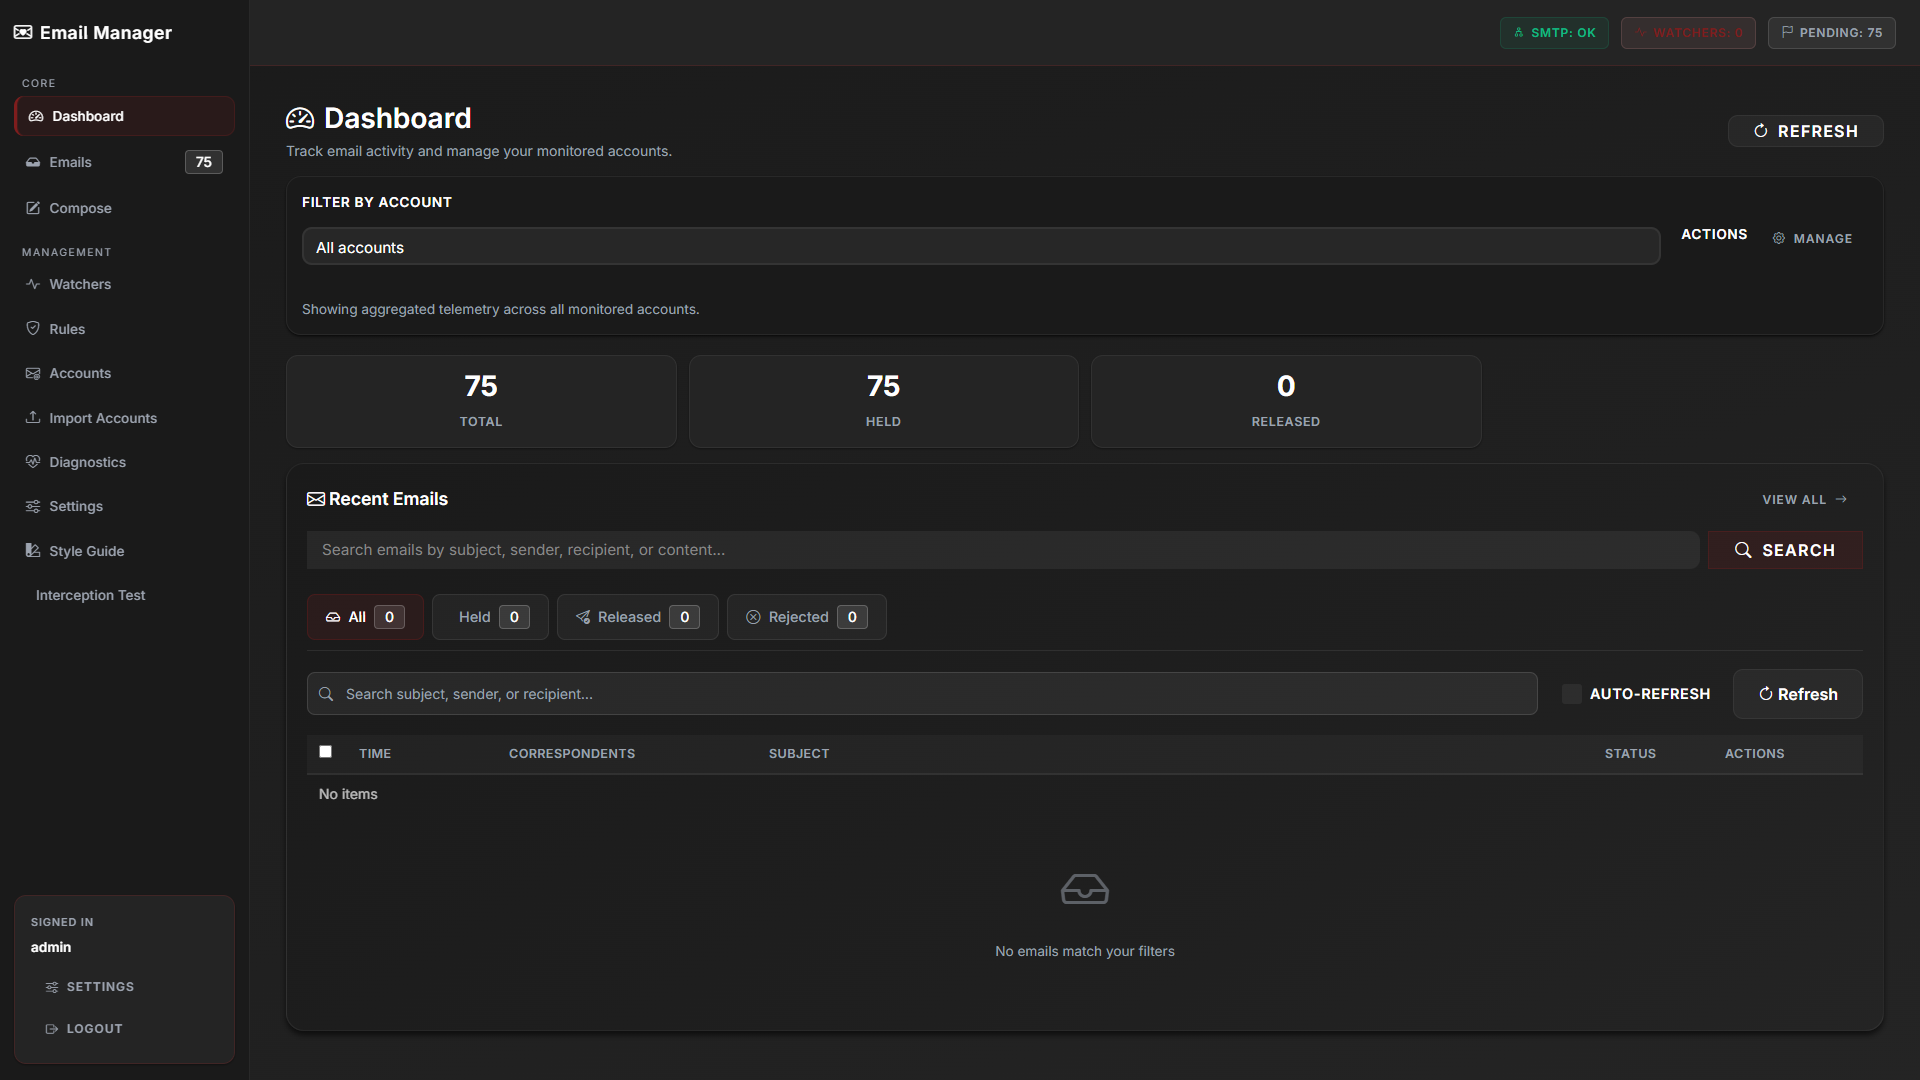 Email Manager
SMTP: OK
WATCHERS: 0
PENDING: 75
CORE
Dashboard
Emails
75
Compose
MANAGEMENT
Watchers
Rules
Accounts
Import Accounts
Diagnostics
Settings
Style Guide
Interception Test
SIGNED IN
admin
SETTINGS
LOGOUT
Dashboard
Track email activity and manage your monitored accounts.
REFRESH
FILTER BY ACCOUNT
All accounts
ACTIONS
MANAGE
Showing aggregated telemetry across all monitored accounts.
75
TOTAL
75
HELD
0
RELEASED
Recent Emails
VIEW ALL →
Search emails by subject, sender, recipient, or content...
SEARCH
All 0
Held 0
Released 0
Rejected 0
Search subject, sender, or recipient...
AUTO-REFRESH
Refresh
TIME CORRESPONDENTS SUBJECT STATUS ACTIONS
No items
No emails match your filters